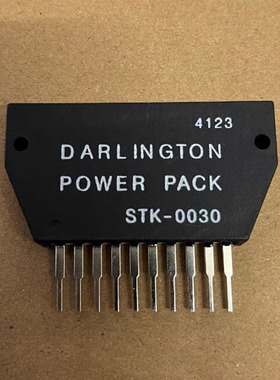 4123
DARLINGTON
POWER PACK
STK-0030